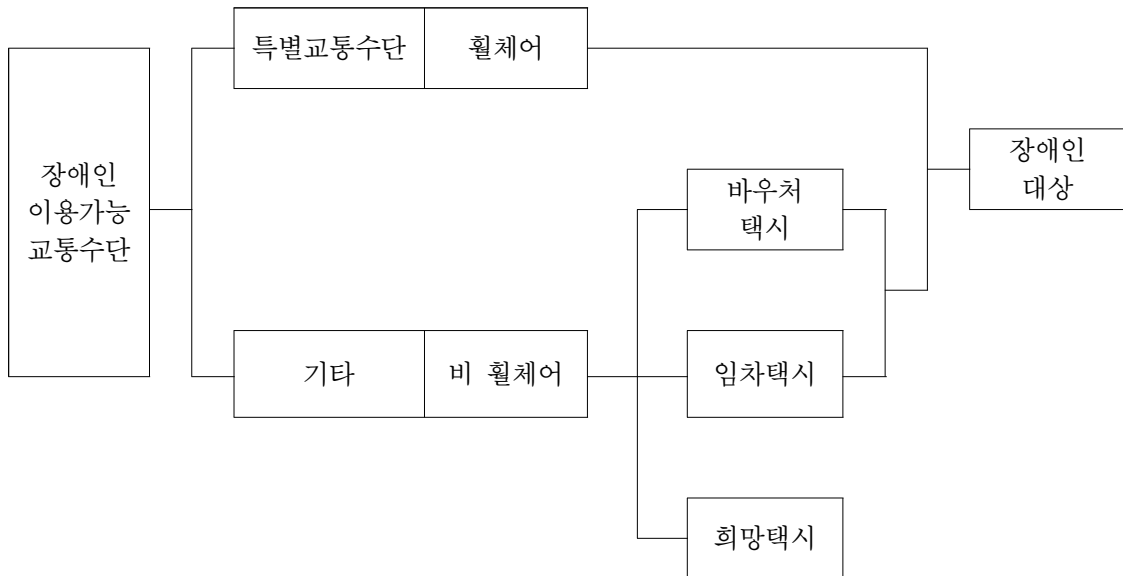 특별교통수단
휠체어
장애인
이용가능
교통수단
장애인
대상
바우처
택시
기타
비 휠체어
임차택시
희망택시